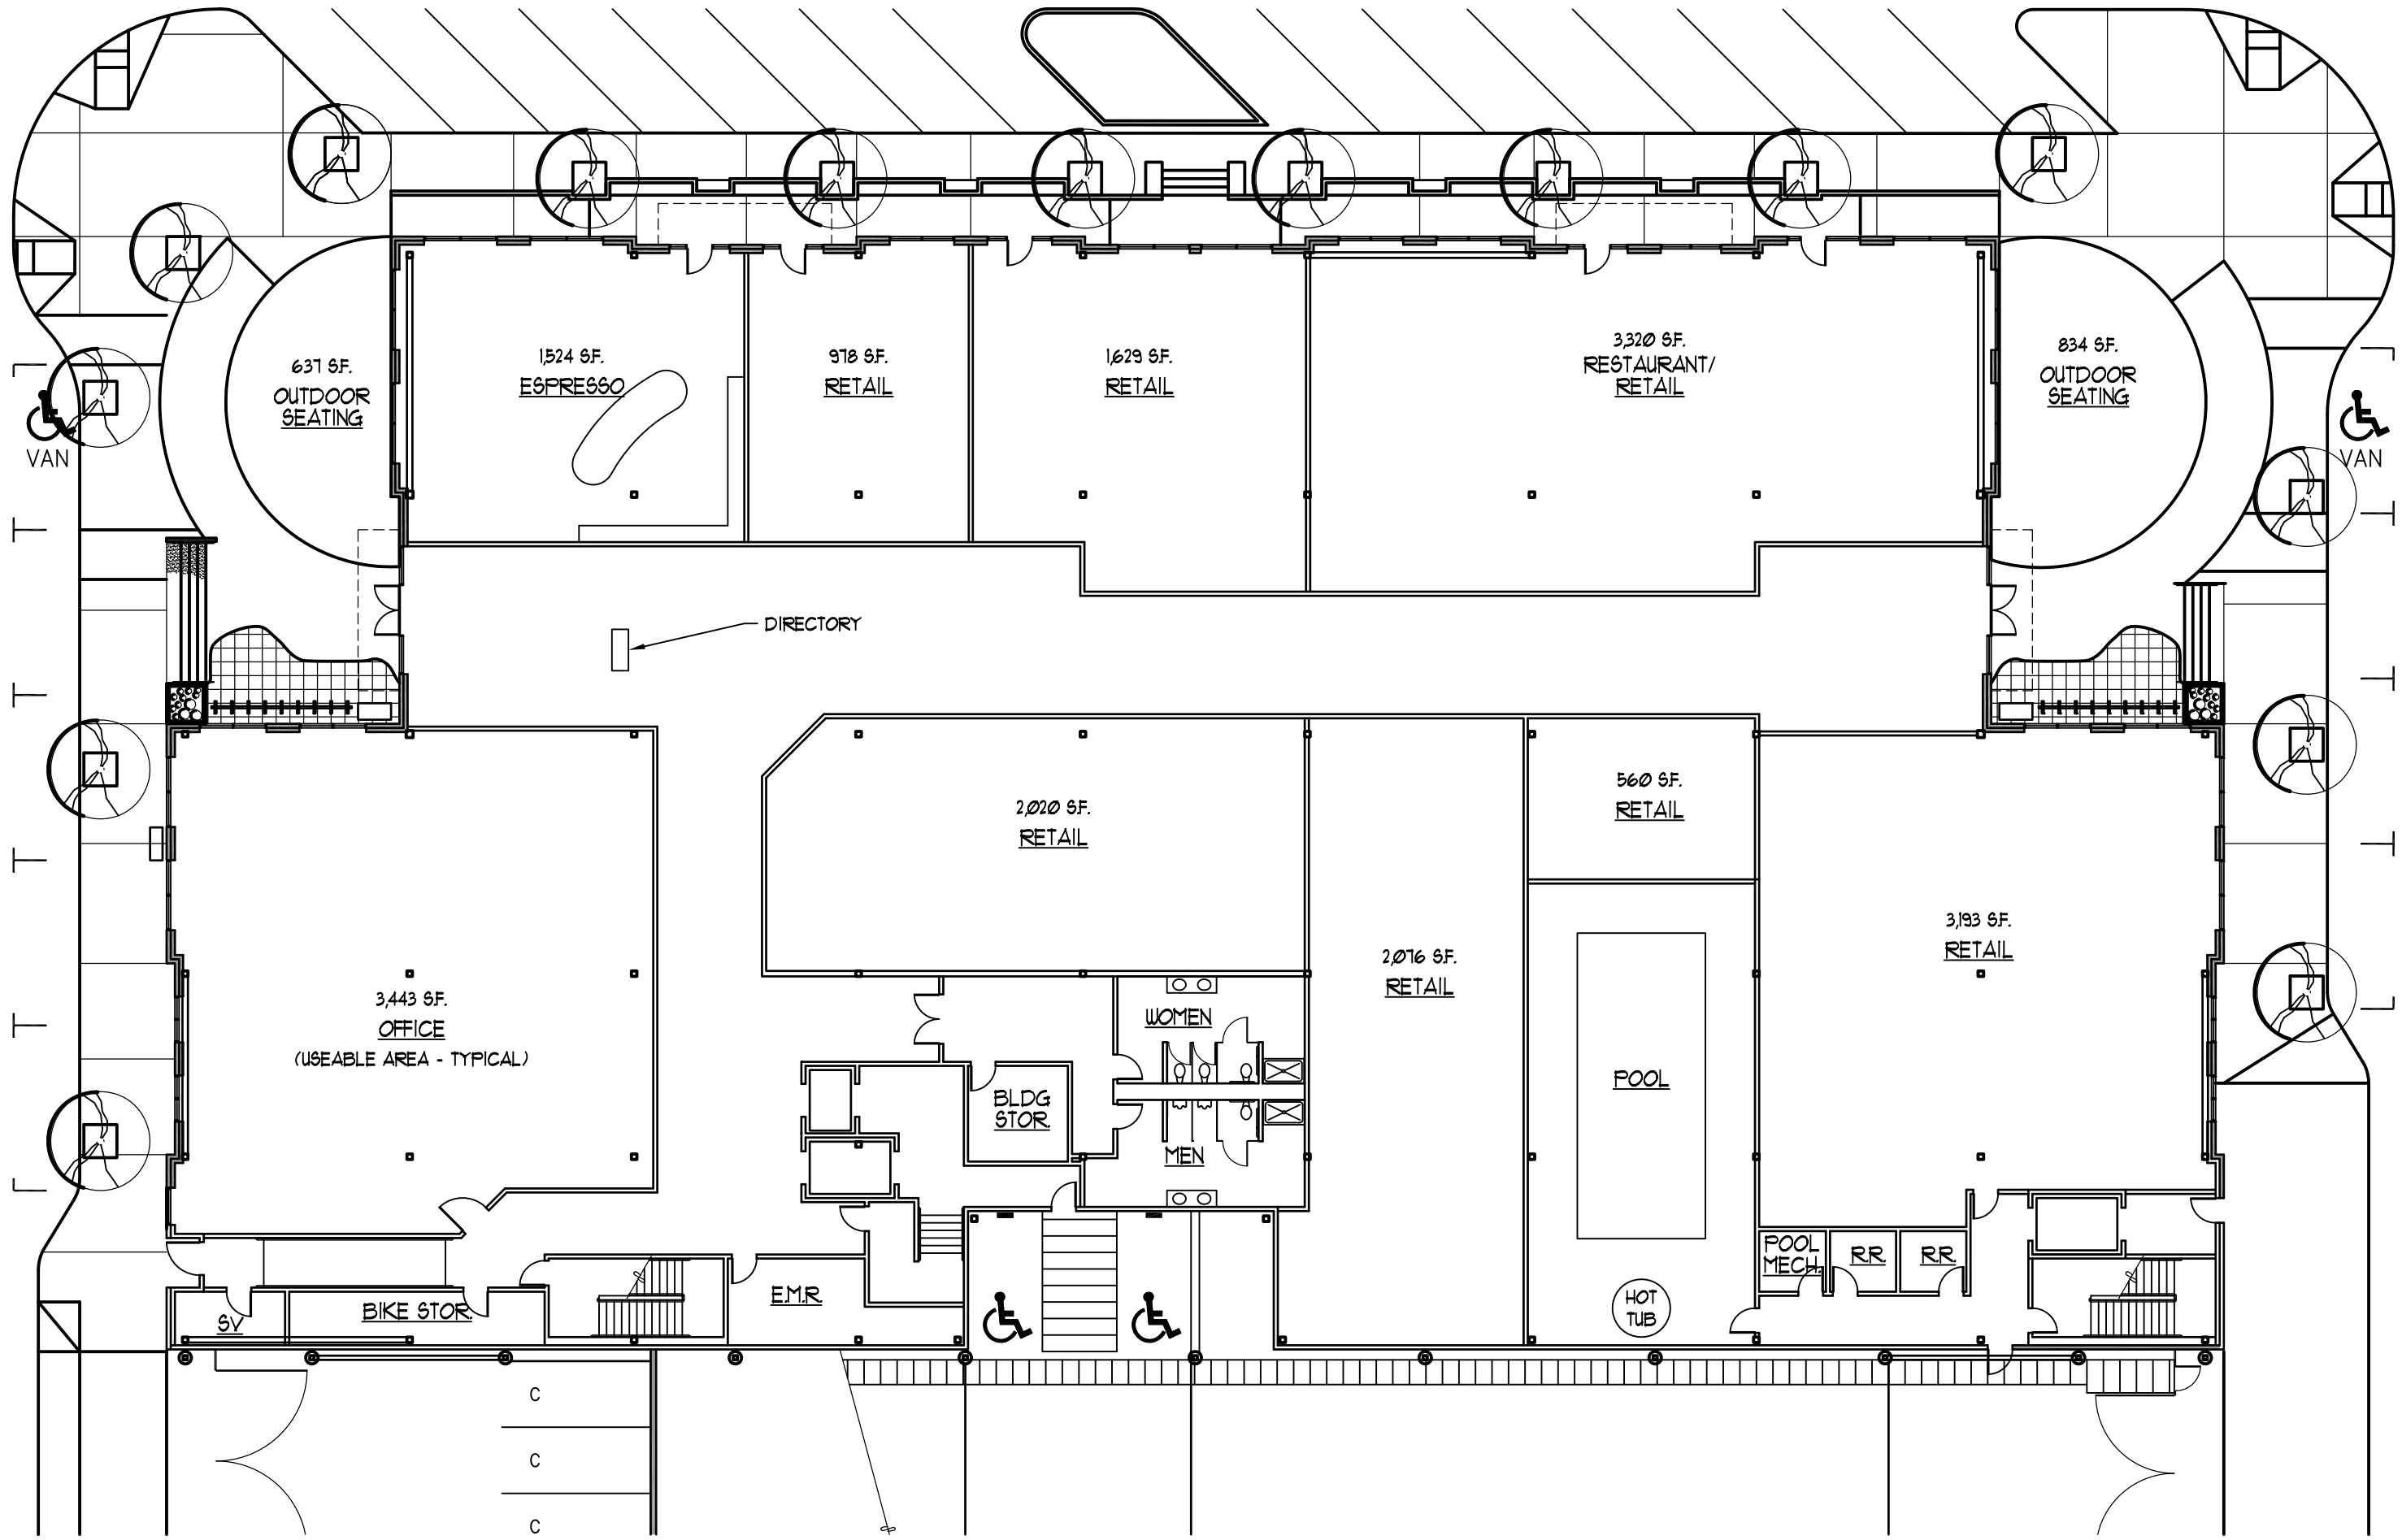 637 S.F.
OUTDOOR
SEATING
1,524 S.F.
ESPRESSO
978 S.F.
RETAIL
1,629 S.F.
RETAIL
3,320 S.F.
RESTAURANT/
RETAIL
834 S.F.
OUTDOOR
SEATING
VAN
VAN
DIRECTORY
2,020 S.F.
RETAIL
560 S.F.
RETAIL
2,076 S.F.
RETAIL
3,193 S.F.
RETAIL
3,443 S.F.
OFFICE
(USEABLE AREA - TYPICAL)
WOMEN
BLDG
STOR.
MEN
POOL
POOL
MECH.
R.R.
R.R.
E.M.R.
HOT
TUB
SV
BIKE STOR.
C
C
C